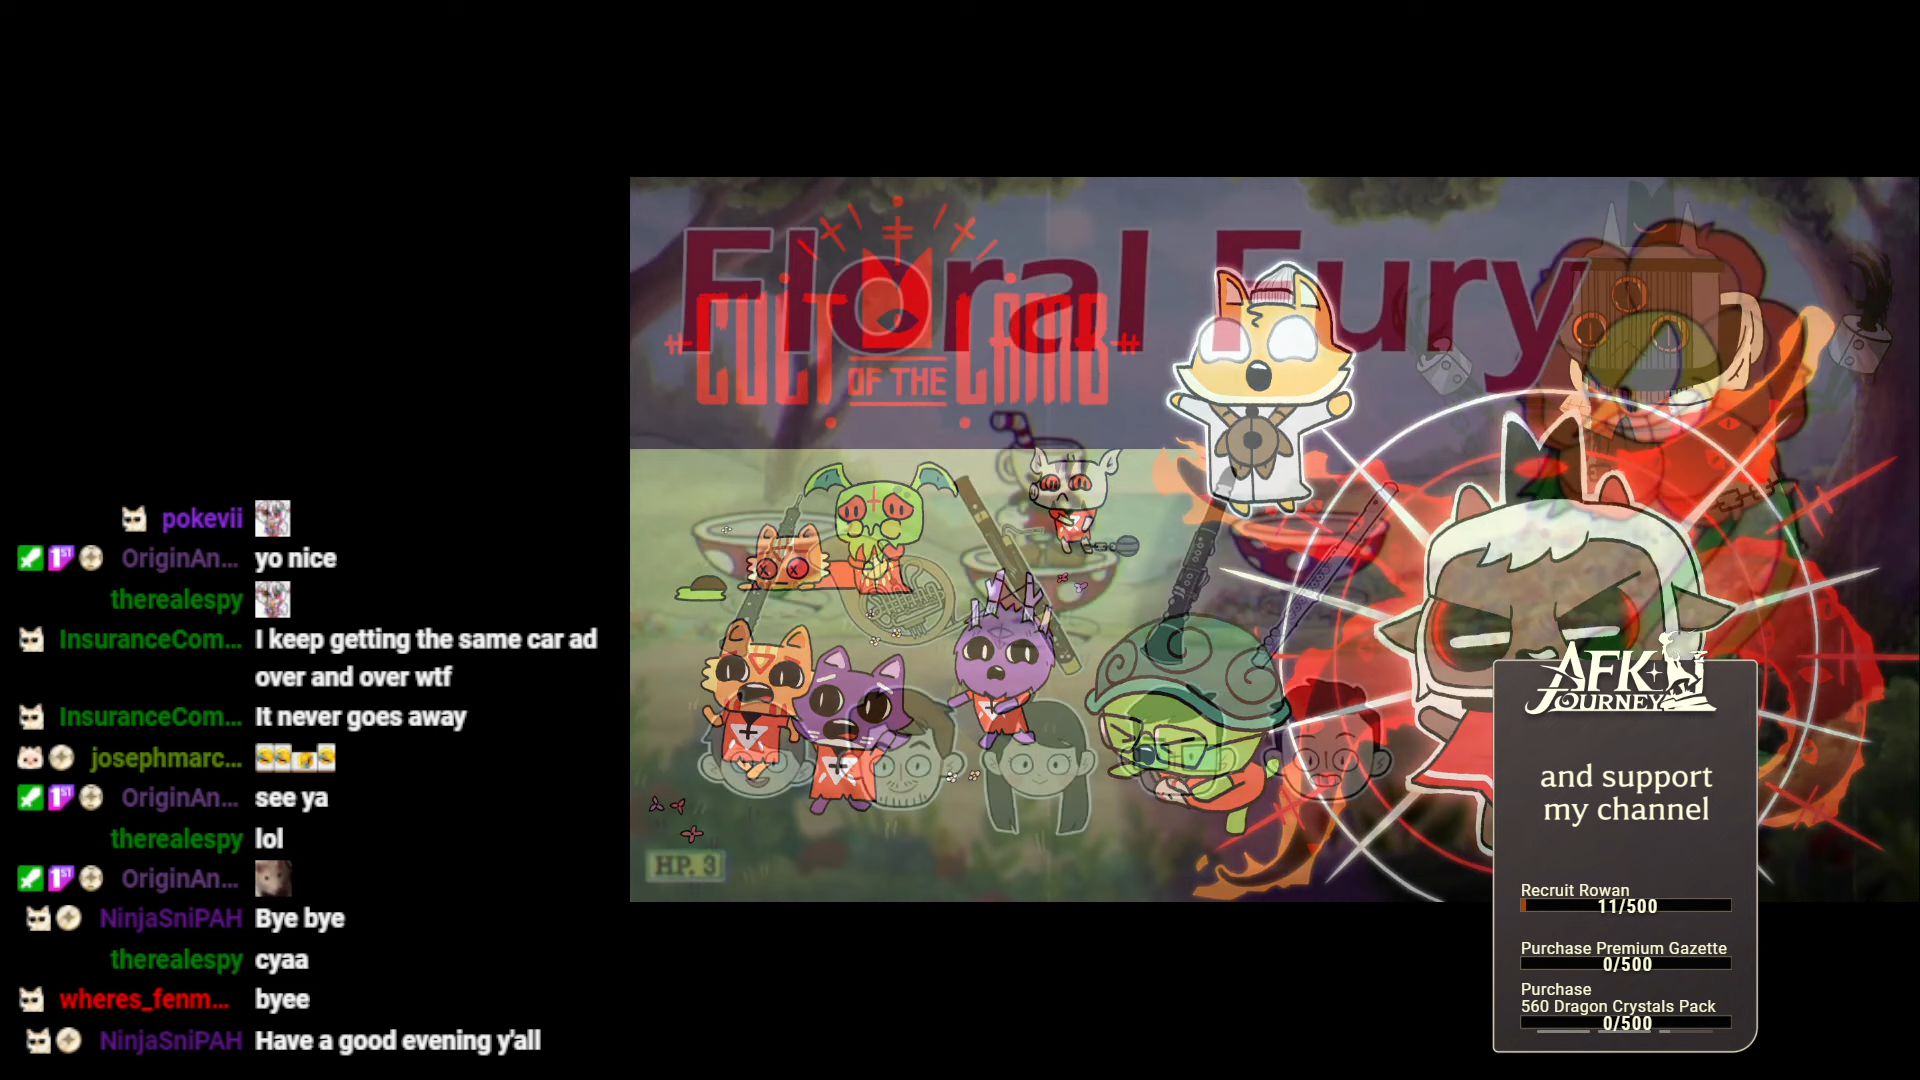 Floral Fury
CULT
OF THE
LAMB
HP. 3
pokevii
OriginAn... yo nice
therealespy
InsuranceCom... I keep getting the same car ad
over and over wtf
InsuranceCom... It never goes away
josephmarc...
OriginAn... see ya
therealespy lol
OriginAn...
NinjaSniPAH Bye bye
therealespy cyaa
wheres_fenm... byee
NinjaSniPAH Have a good evening y'all
AFK
JOURNEY
and support
my channel
Recruit Rowan
11/500
Purchase Premium Gazette
0/500
Purchase
560 Dragon Crystals Pack
0/500
1ST
1ST
1ST